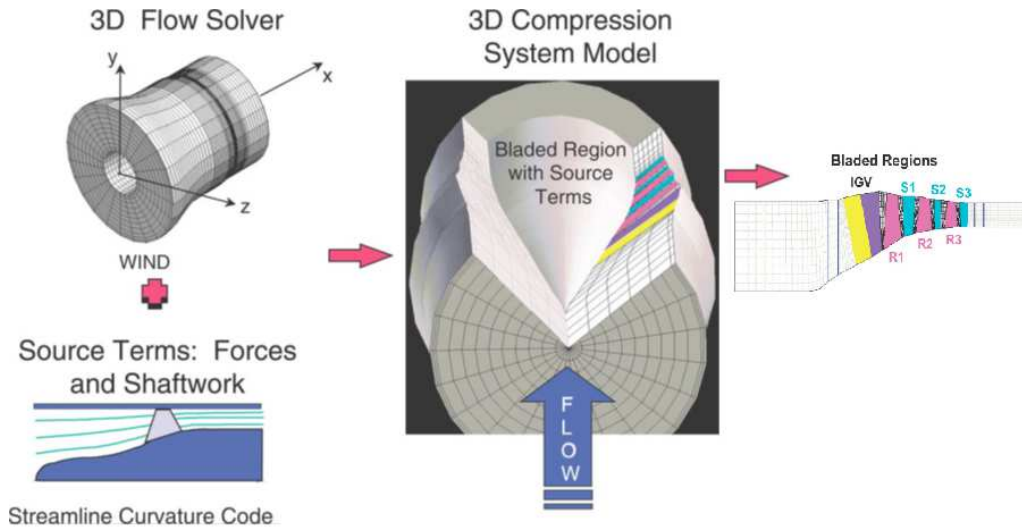 3D Flow Solver
y
x
z
WIND
Source Terms: Forces
and Shaftwork
Streamline Curvature Code
3D Compression
System Model
Bladed Region
with Source
Terms
FLOW
Bladed Regions
IGV
S1 S2 S3
R1 R2 R3